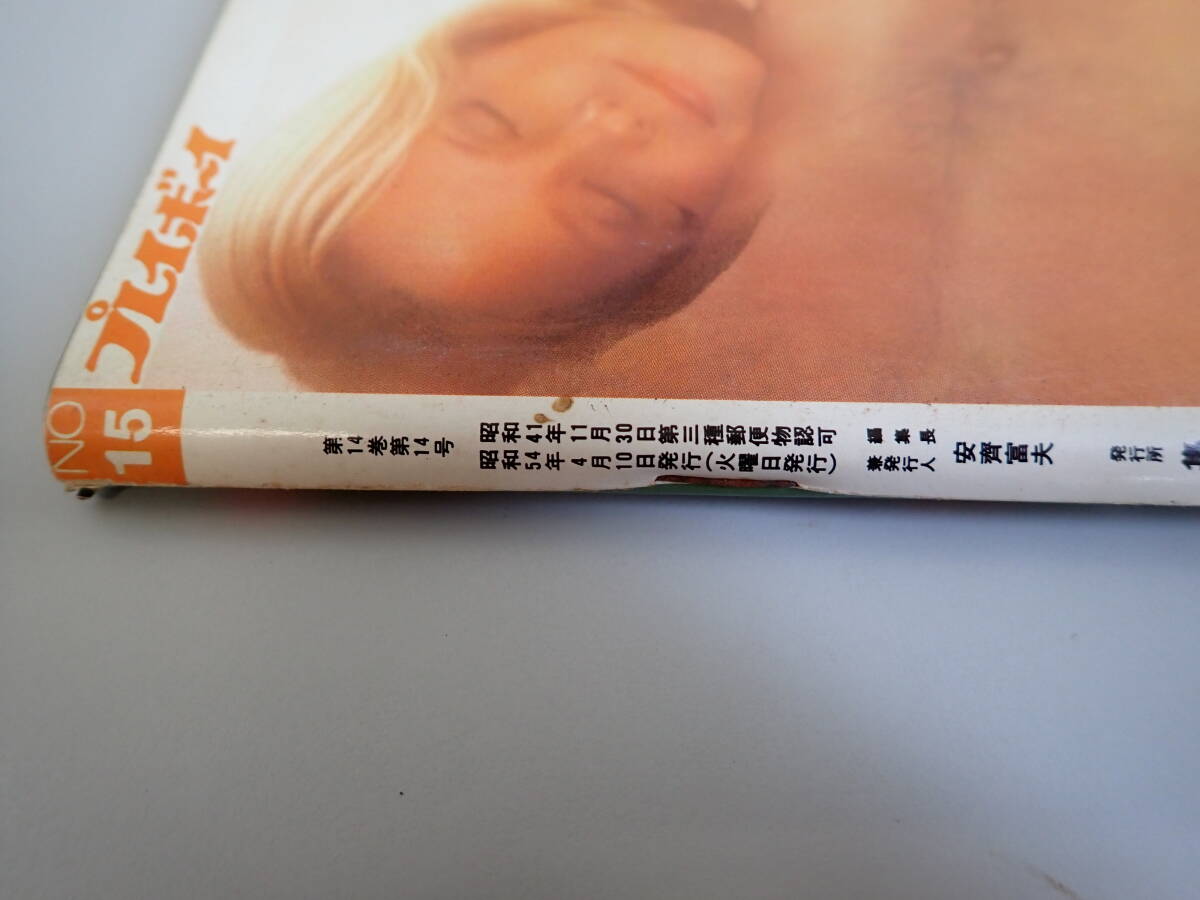 プレイボーイ
NO
15
第14巻第14号
昭和41年11月30日第三種郵便物認可
昭和54年4月10日発行(火曜日発行)
編集長
兼発行人
安齊富夫
発行所